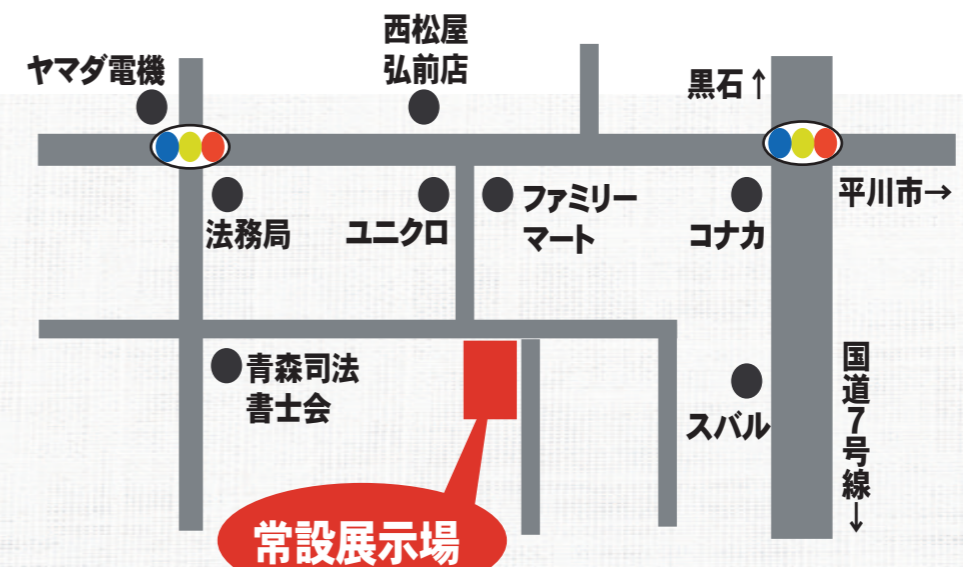 西松屋
弘前店
ヤマダ電機
黒石↑
平川市→
法務局
ユニクロ
ファミリー
マート
コナカ
青森司法
書士会
スバル
国道7号線↓
常設展示場